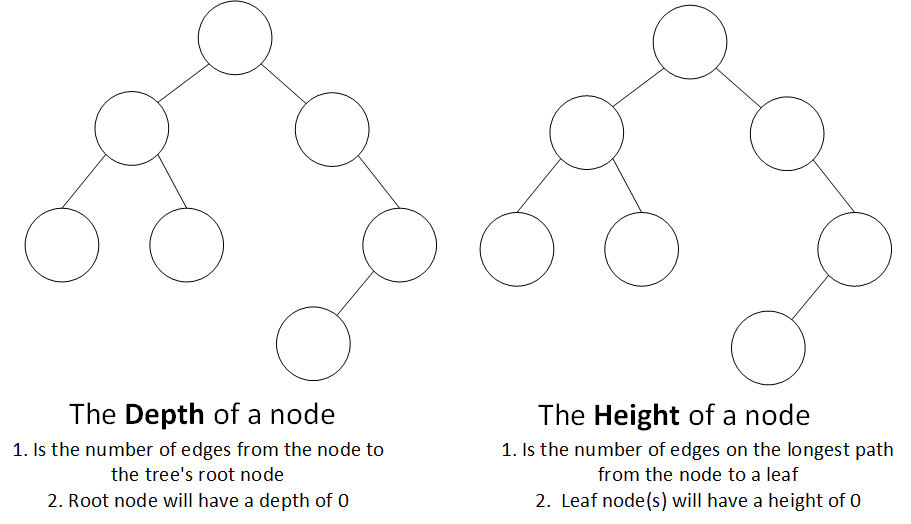 The Depth of a node
1. Is the number of edges from the node to
the tree's root node
2. Root node will have a depth of 0
The Height of a node
1. Is the number of edges on the longest path
from the node to a leaf
2. Leaf node(s) will have a height of 0